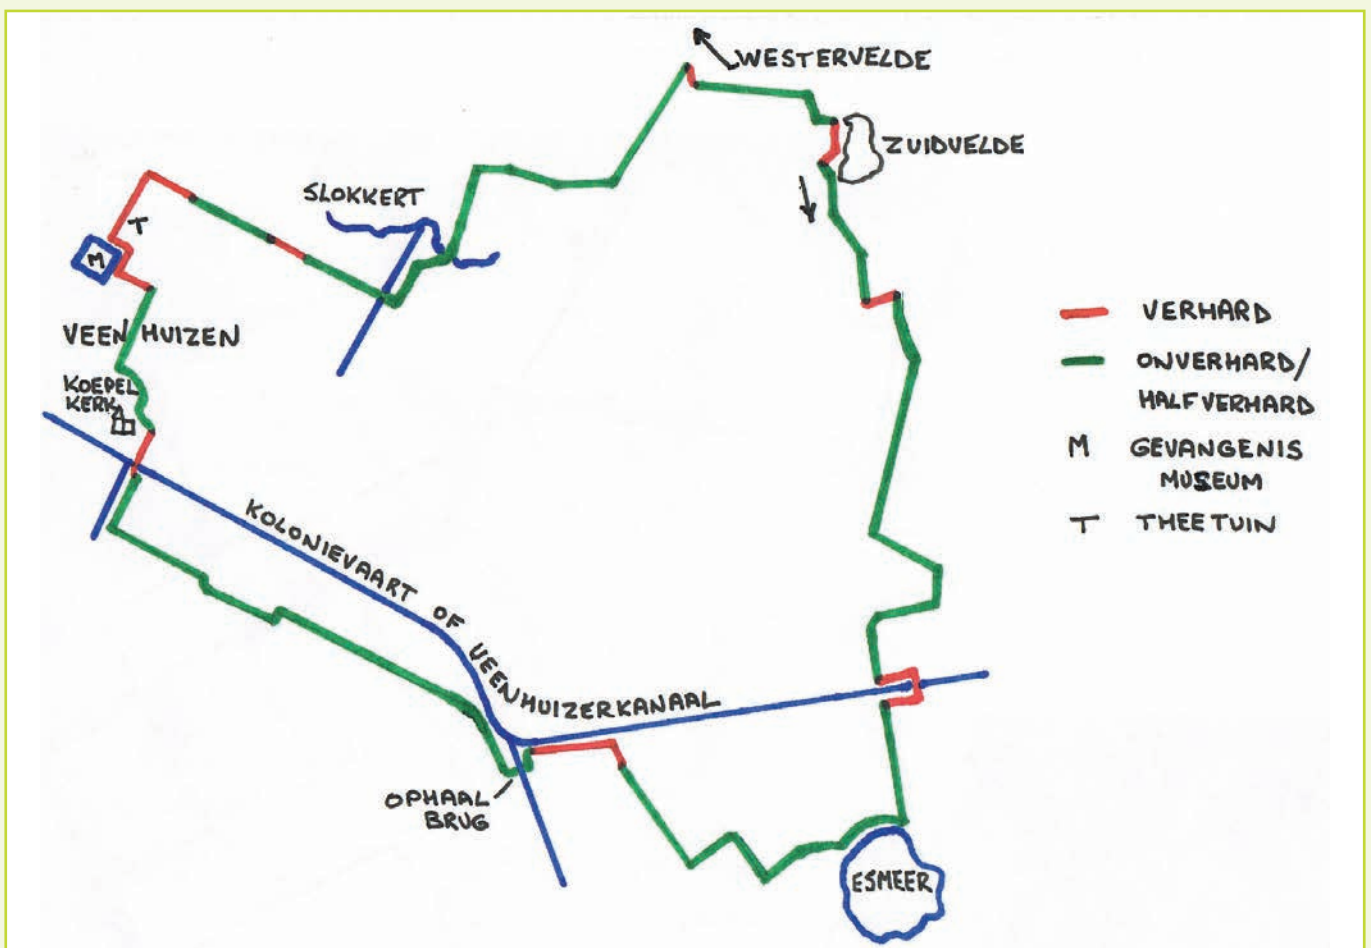 WESTERVELDE
ZUIDVELDE
SLOKKERT
T
M
VEENHUIZEN
KOEPEL
KERK
KOLONIEVAART OF VEENHUIZERKANAAL
OPHAAL
BRUG
ESMEER
VERHARD
ONVERHARD/
HALFVERHARD
M GEVANGENIS
MUSEUM
T THEETUIN